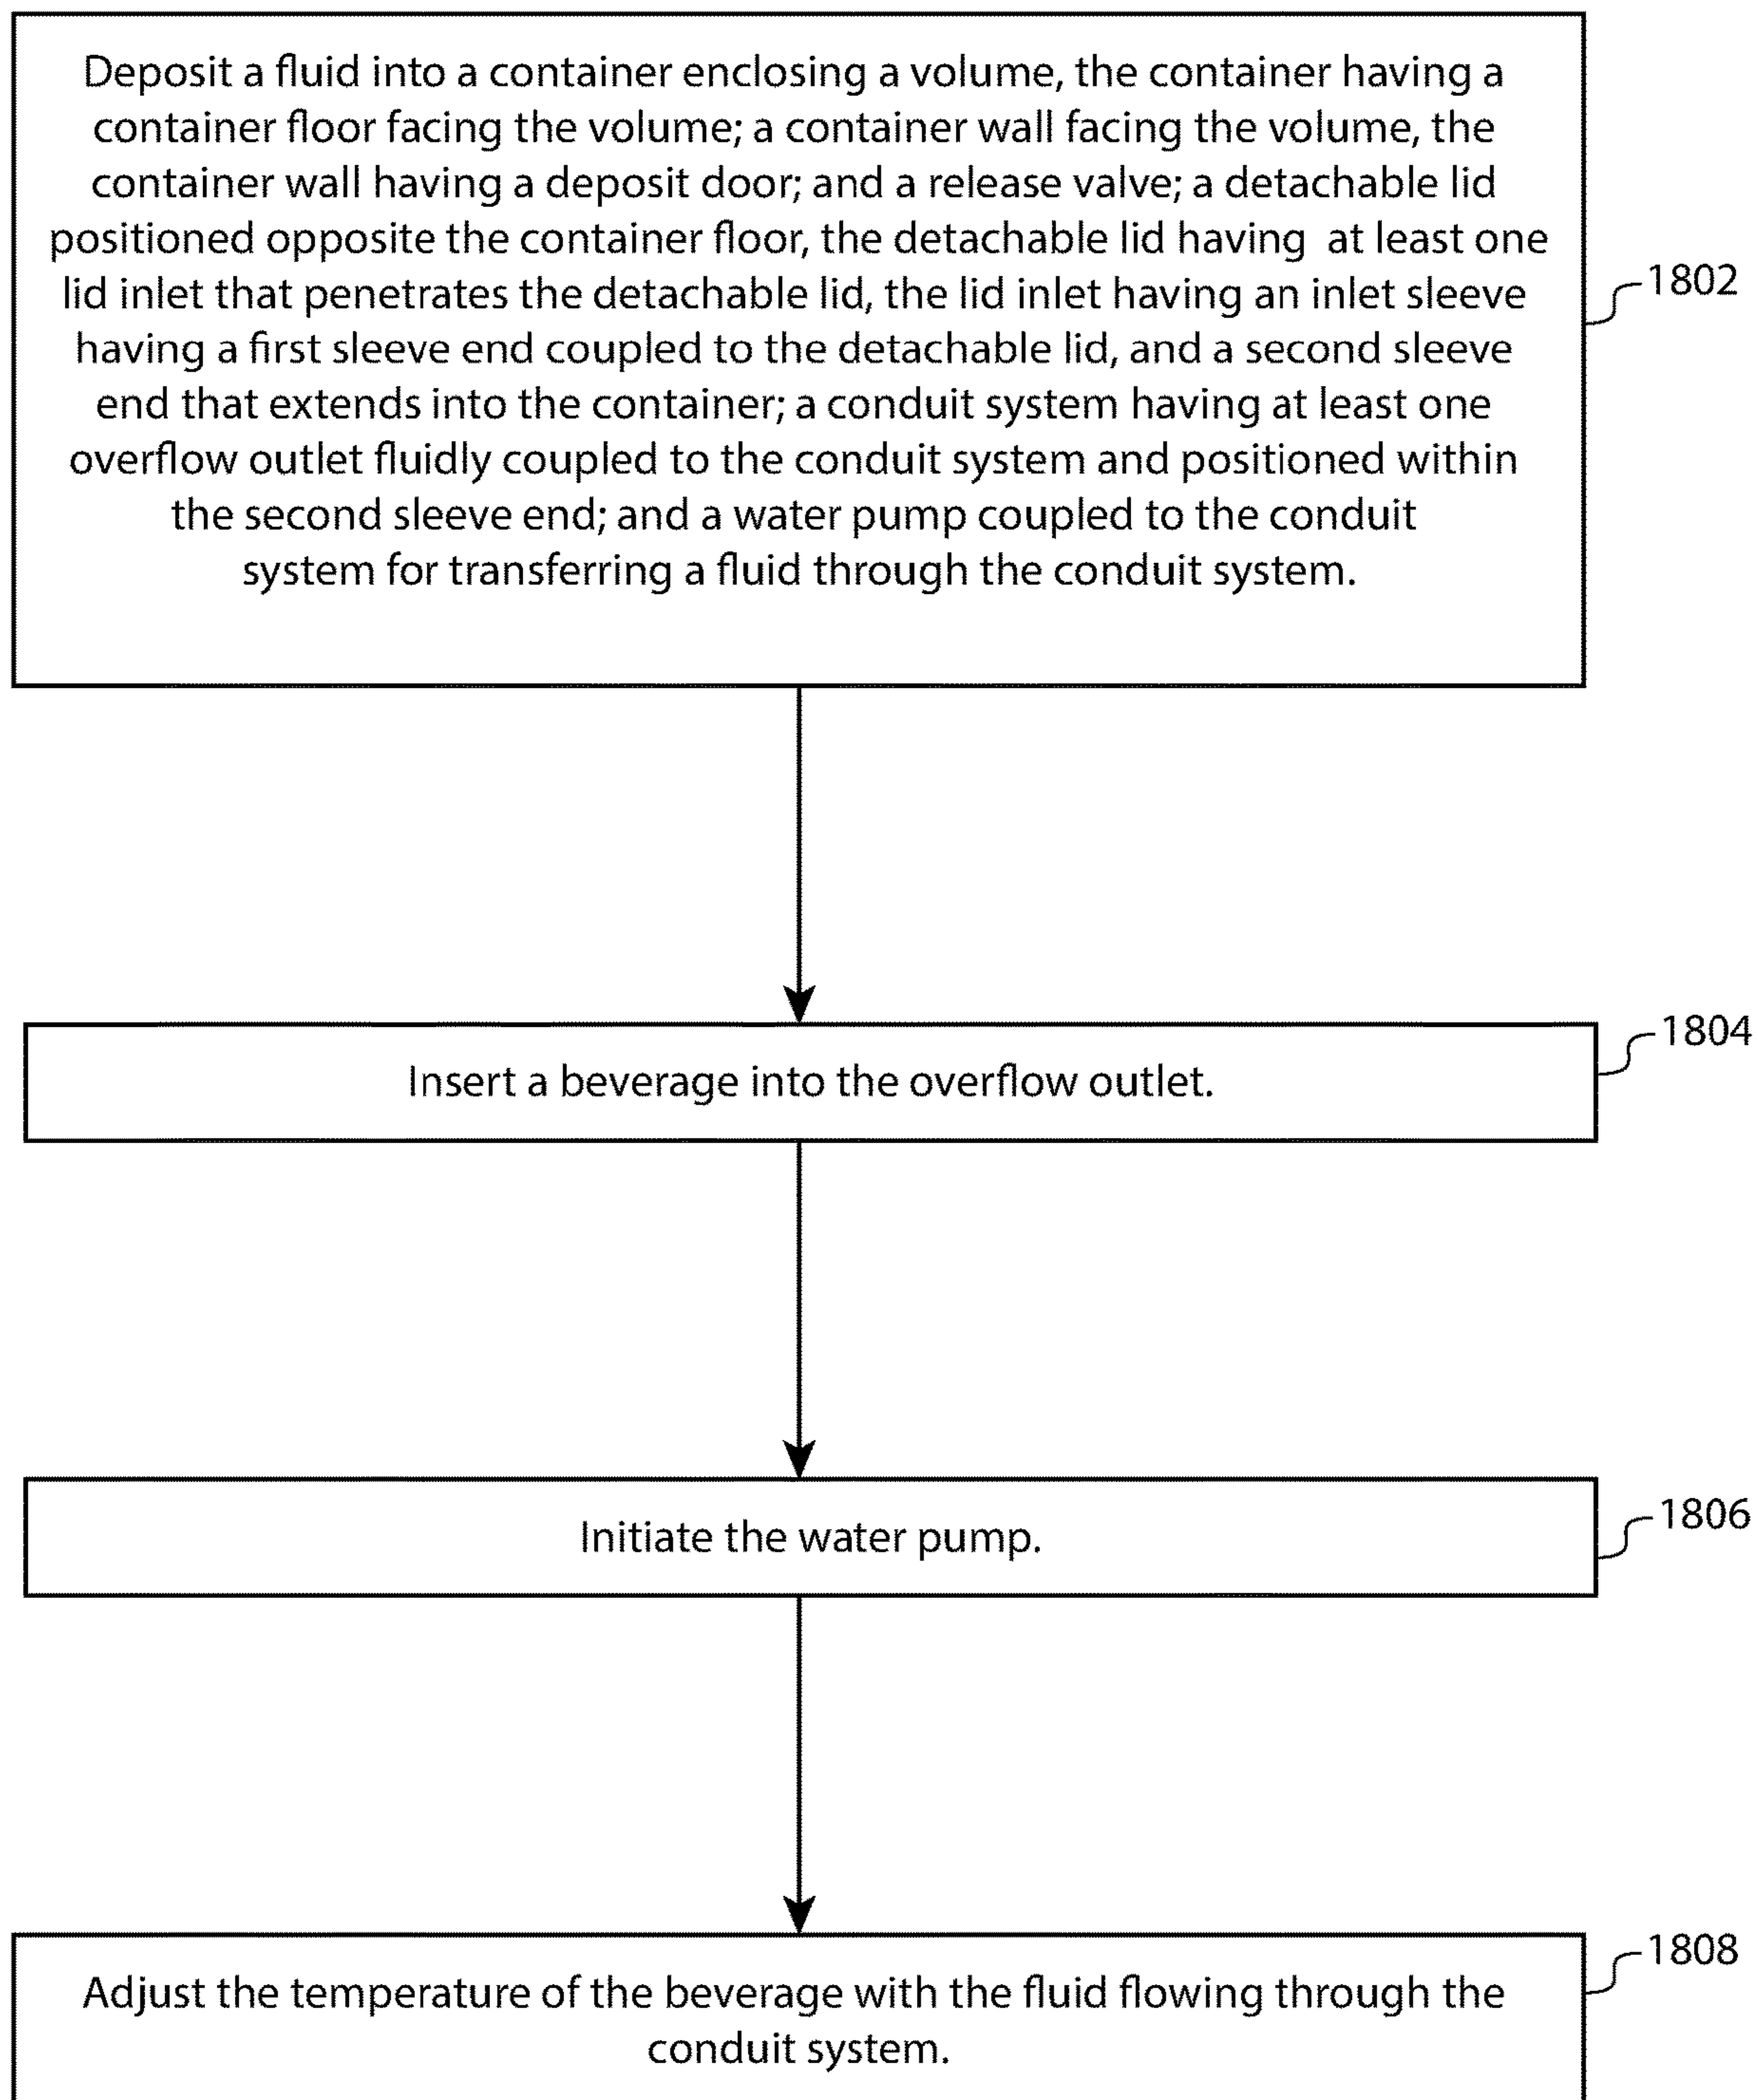 Deposit a fluid into a container enclosing a volume, the container having a
container floor facing the volume; a container wall facing the volume, the
container wall having a deposit door; and a release valve; a detachable lid
positioned opposite the container floor, the detachable lid having  at least one
lid inlet that penetrates the detachable lid, the lid inlet having an inlet sleeve
having a first sleeve end coupled to the detachable lid, and a second sleeve
end that extends into the container; a conduit system having at least one
overflow outlet fluidly coupled to the conduit system and positioned within
the second sleeve end; and a water pump coupled to the conduit
system for transferring a fluid through the conduit system.
1802
Insert a beverage into the overflow outlet.
1804
Initiate the water pump.
1806
Adjust the temperature of the beverage with the fluid flowing through the
conduit system.
1808